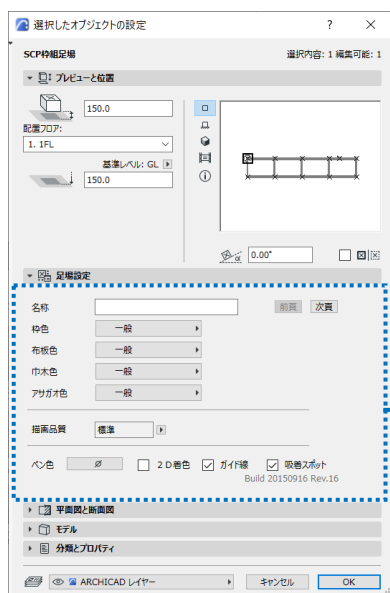 選択したオブジェクトの設定 ? ×
SCP枠組足場 選択内容: 1 編集可能: 1
プレビューと位置
150.0
配置フロア:
1. 1FL
基準レベル: GL
150.0
α 0.00°
足場設定
名称 前頁 次頁
枠色 一般
布板色 一般
巾木色 一般
アサガオ色 一般
描画品質 標準
ペン色 ø 2D着色 ガイド線 吸着スポット
Build 20150916 Rev.16
平面図と断面図
モデル
分類とプロパティ
ARCHICAD レイヤー キャンセル OK